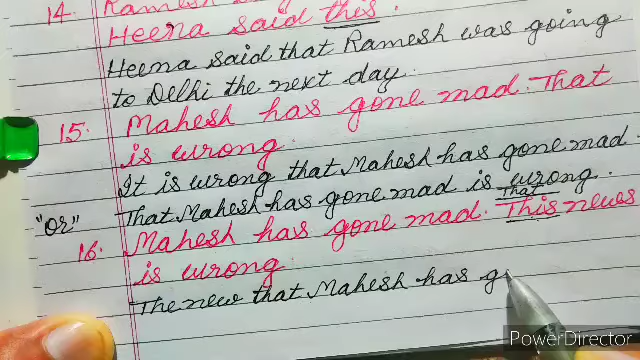 14. Ramesh
Heena said this.
Heena said that Ramesh was going
to Delhi the next day.
15. Mahesh has gone mad. That
is wrong.
It is wrong that Mahesh has gone mad.
"or" That Mahesh has gone mad is wrong.
That
16. Mahesh has gone mad. This news
is wrong
The new that Mahesh has g
PowerDirector